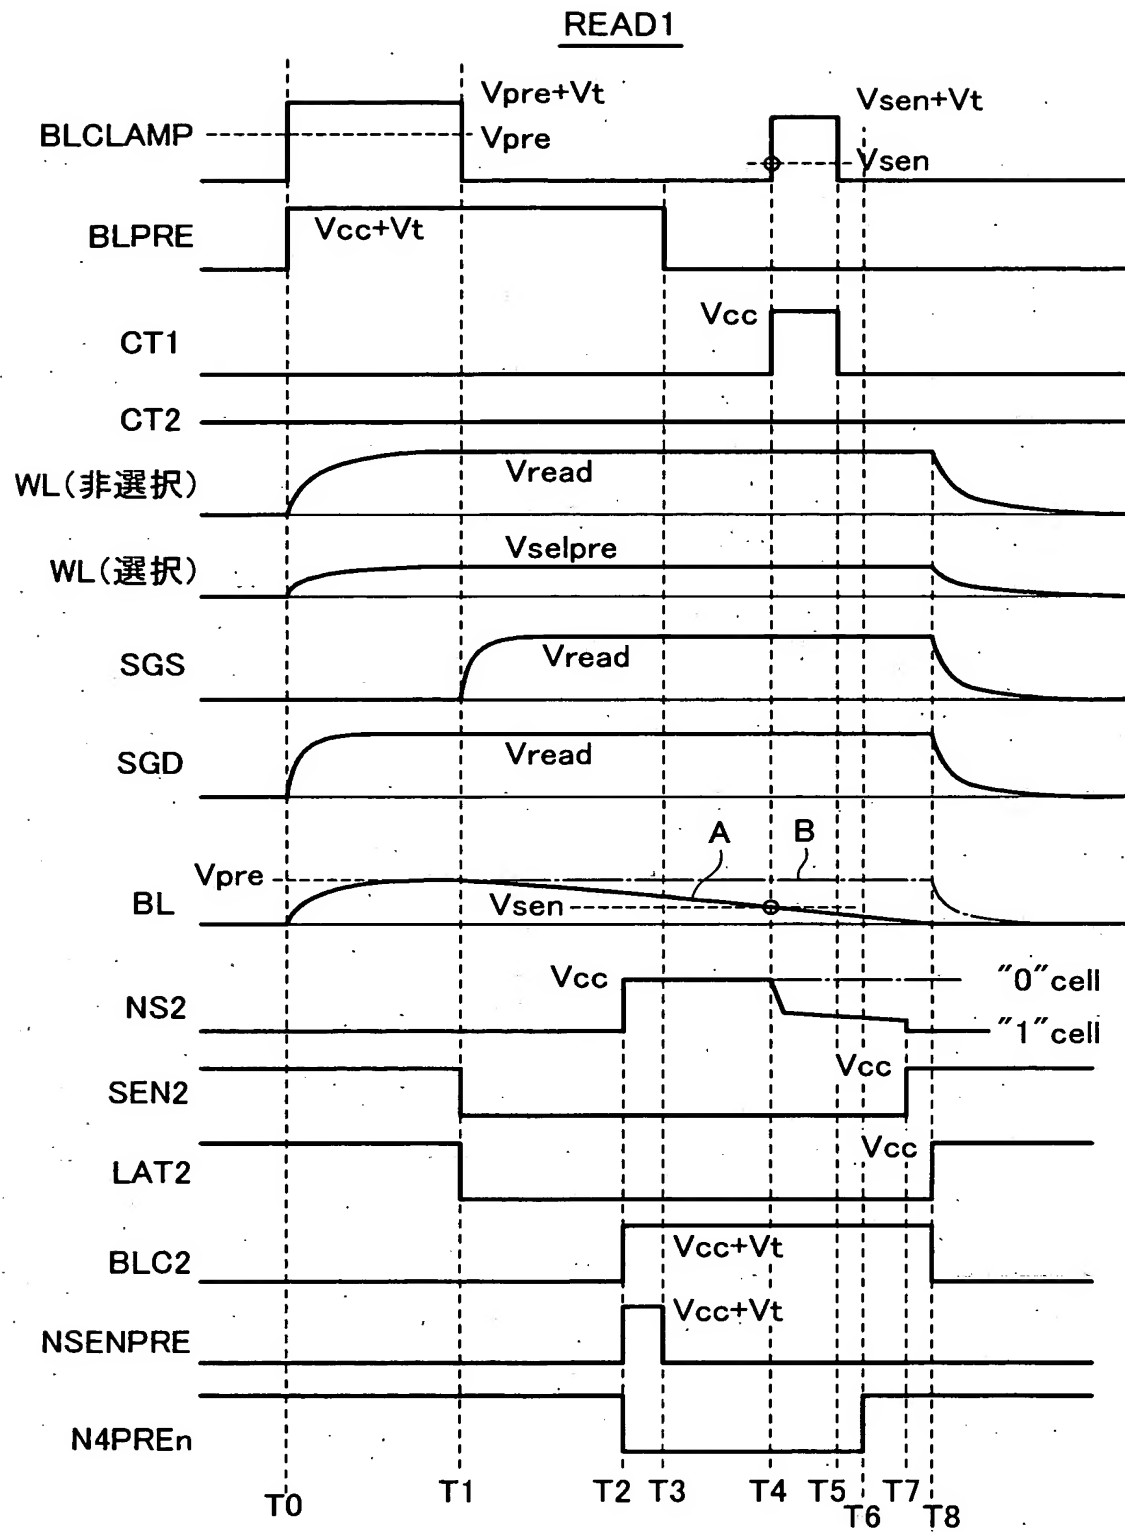 READ1
BLCLAMP
Vpre+Vt
Vpre
Vsen+Vt
Vsen
BLPRE
Vcc+Vt
CT1
Vcc
CT2
WL(非選択)
Vread
WL(選択)
Vselpre
SGS
Vread
SGD
Vread
A
B
Vpre
BL
Vsen
NS2
Vcc
"0"cell
"1"cell
SEN2
Vcc
LAT2
Vcc
BLC2
Vcc+Vt
NSENPRE
Vcc+Vt
N4PREn
T0
T1
T2
T3
T4
T5
T6
T7
T8